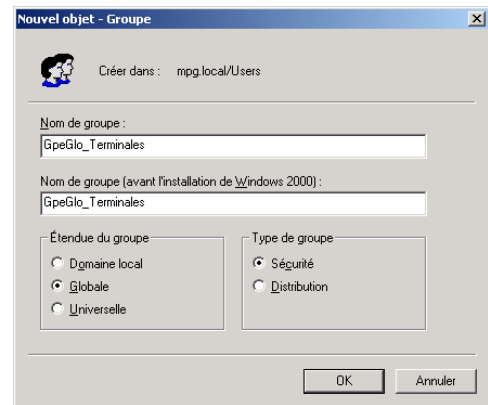 Nouvel objet - Groupe
Créer dans : mpg.local/Users
Nom de groupe :
GpeGlo_Terminales
Nom de groupe (avant l'installation de Windows 2000) :
GpeGlo_Terminales
Étendue du groupe
Domaine local
Globale
Universelle
Type de groupe
Sécurité
Distribution
OK Annuler